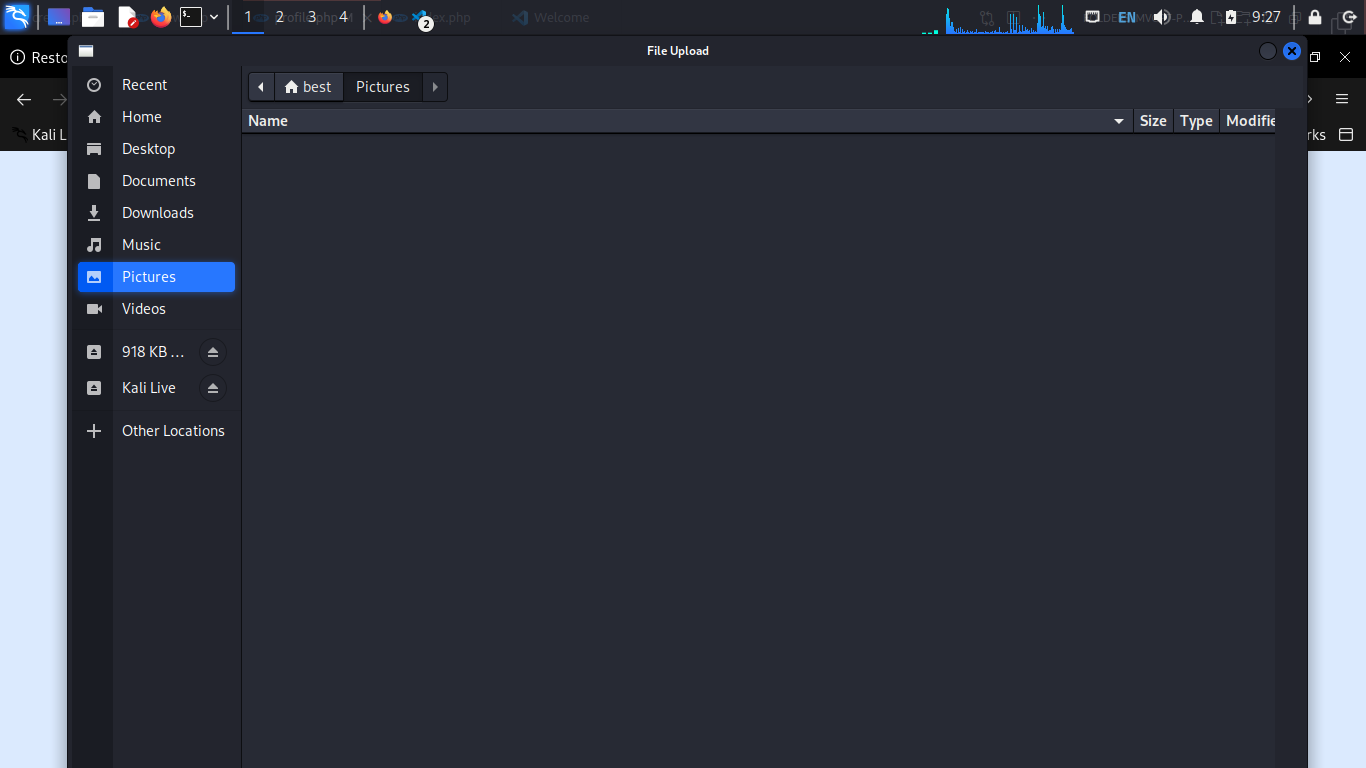 1 2 3 4 2 EN 9:27
profile.php
ex.php
Welcome
File Upload
Resto
best Pictures
Recent
Name Size Type Modifie
Home
Kali L
rks
Desktop
Documents
Downloads
Music
Pictures
Videos
918 KB ...
Kali Live
Other Locations